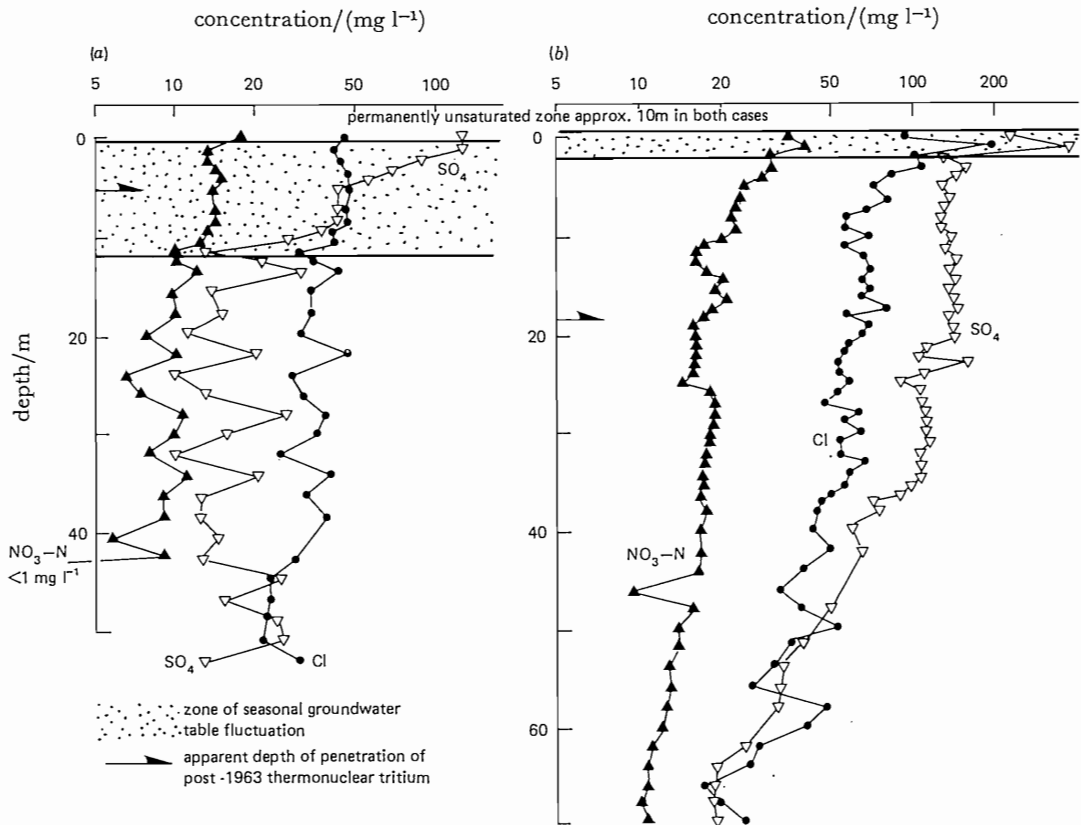 concentration/(mg l⁻¹)
concentration/(mg l⁻¹)
(a)
(b)
5 10 20 50 100
5 10 20 50 100 200
permanently unsaturated zone approx. 10m in both cases
0
0
SO₄
20
20
SO₄
depth/m
Cl
40
40
NO₃–N
<1 mg l⁻¹
NO₃–N
SO₄
Cl
60
zone of seasonal groundwater
table fluctuation
apparent depth of penetration of
post -1963 thermonuclear tritium